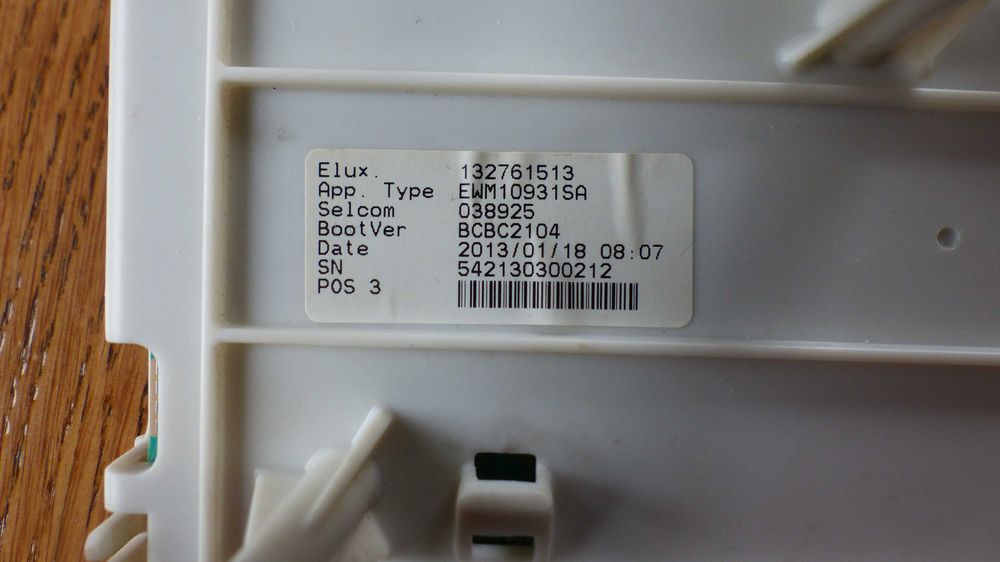 Elux. 132761513
App. Type EWM10931SA
Selcom 038925
BootVer BCBC2104
Date 2013/01/18 08:07
SN 542130300212
POS 3